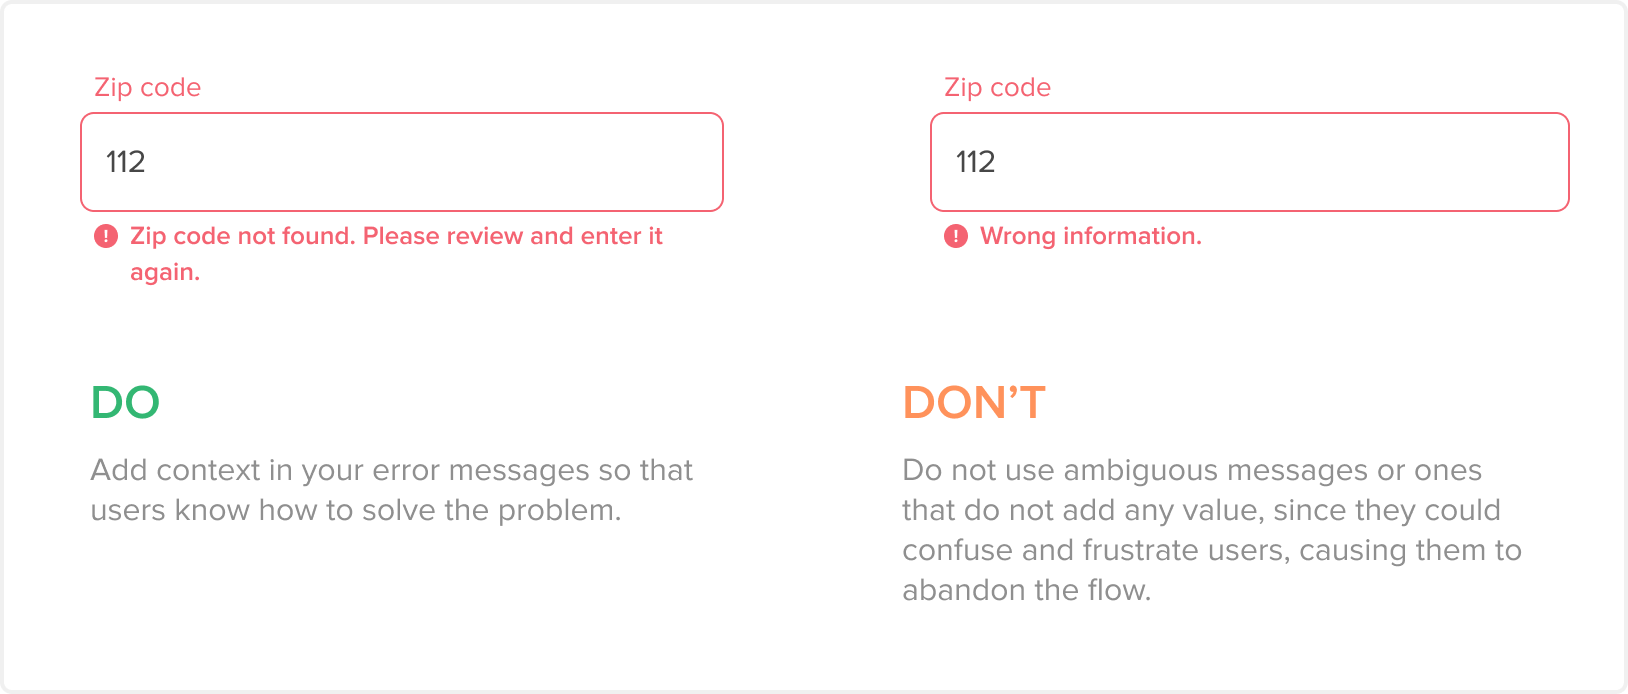 Zip code
112
! Zip code not found. Please review and enter it
again.
DO
Add context in your error messages so that
users know how to solve the problem.
Zip code
112
! Wrong information.
DON’T
Do not use ambiguous messages or ones
that do not add any value, since they could
confuse and frustrate users, causing them to
abandon the flow.